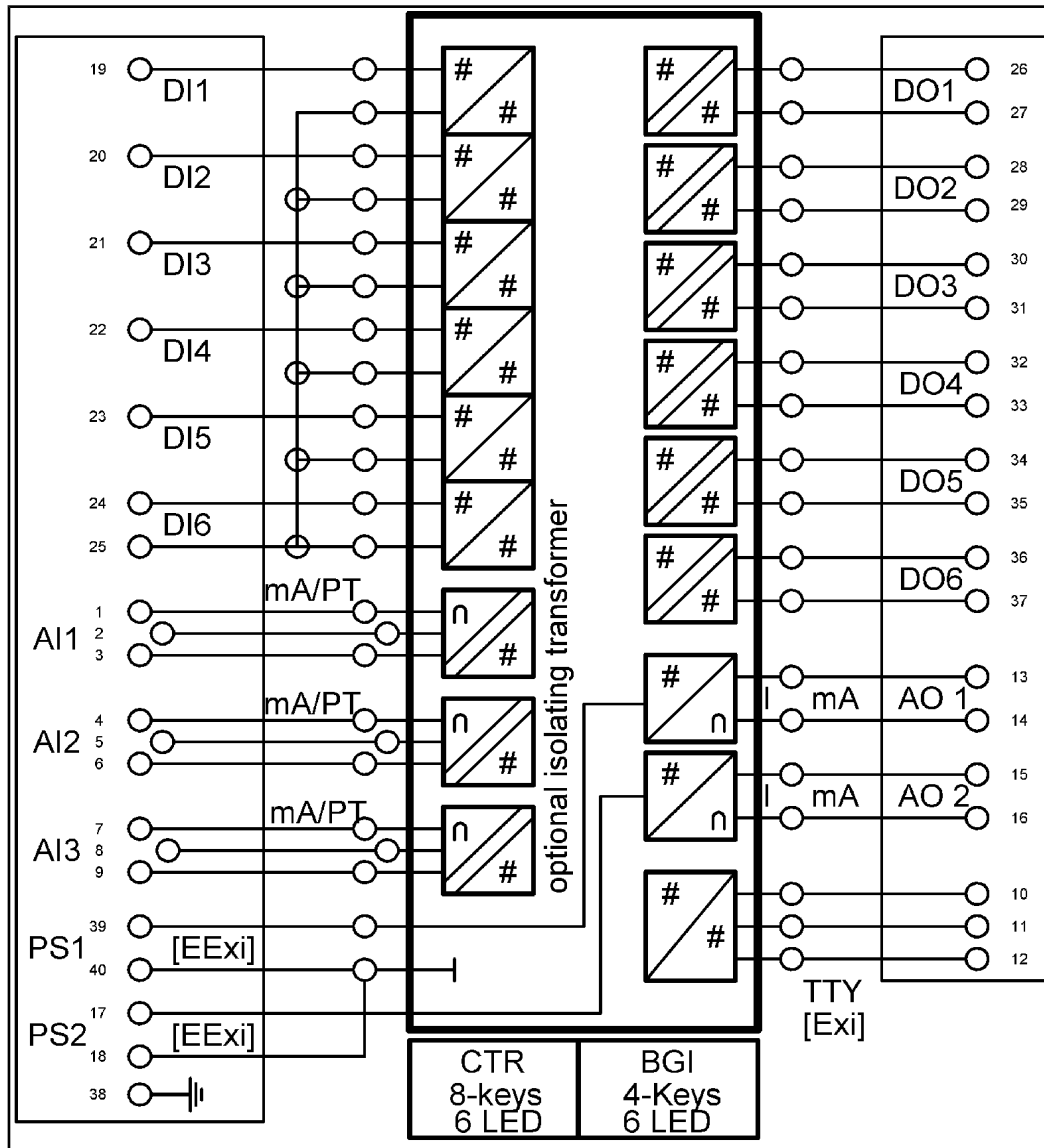 19
DI1
20
DI2
21
DI3
22
DI4
23
DI5
24
DI6
25
mA/PT
AI1
1
2
3
mA/PT
AI2
4
5
6
mA/PT
AI3
7
8
9
PS1
39
[EExi]
40
PS2
17
[EExi]
18
38
#
#
#
#
#
#
#
#
#
#
#
#
∩
#
∩
#
∩
#
optional isolating transformer
#
#
#
#
#
#
#
#
#
#
#
#
#
∩
#
∩
#
#
26
DO1
27
28
DO2
29
30
DO3
31
32
DO4
33
34
DO5
35
36
DO6
37
13
I mA AO 1
14
15
I mA AO 2
16
10
11
12
TTY
[Exi]
CTR
8-keys
6 LED
BGI
4-Keys
6 LED